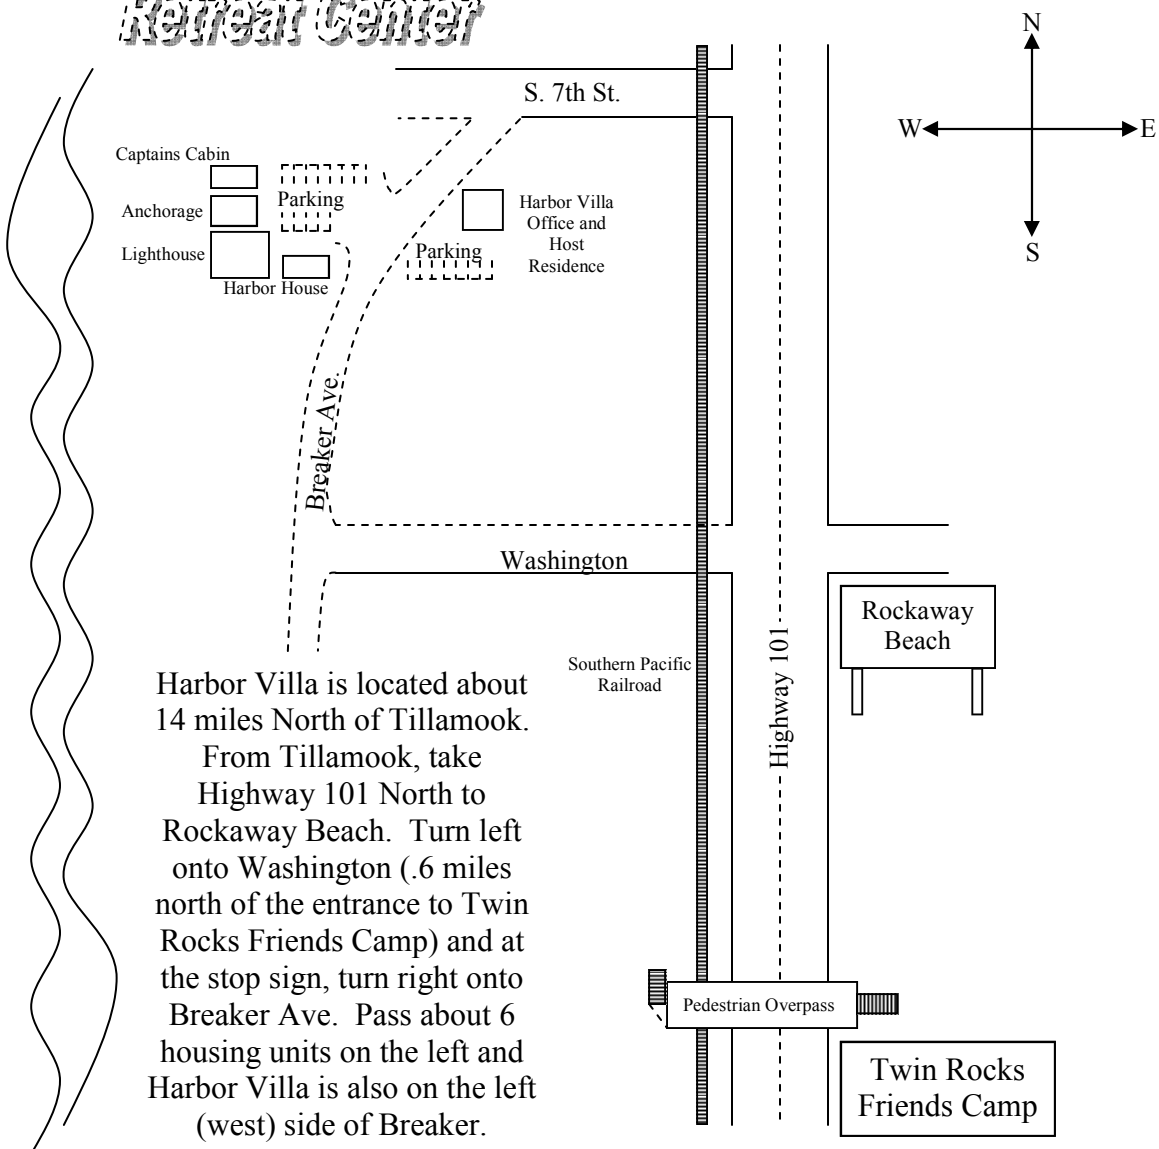 Retreat Center
N
S. 7th St.
W
E
Captains Cabin
Parking
Anchorage
Harbor Villa
Office and
Host
Residence
Lighthouse
Parking
S
Harbor House
Breaker Ave.
Washington
Rockaway
Beach
Highway 101
Southern Pacific
Railroad
Harbor Villa is located about
14 miles North of Tillamook.
From Tillamook, take
Highway 101 North to
Rockaway Beach.  Turn left
onto Washington (.6 miles
north of the entrance to Twin
Rocks Friends Camp) and at
the stop sign, turn right onto
Breaker Ave.  Pass about 6
housing units on the left and
Harbor Villa is also on the left
(west) side of Breaker.
Pedestrian Overpass
Twin Rocks
Friends Camp